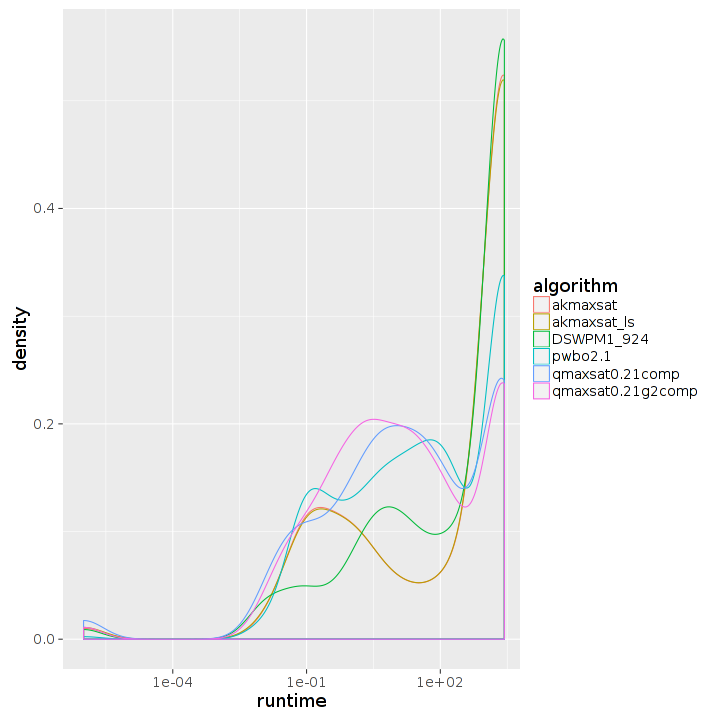 0.4
0.2
0.0
density
1e-04
1e-01
1e+02
runtime
algorithm
akmaxsat
akmaxsat_ls
DSWPM1_924
pwbo2.1
qmaxsat0.21comp
qmaxsat0.21g2comp